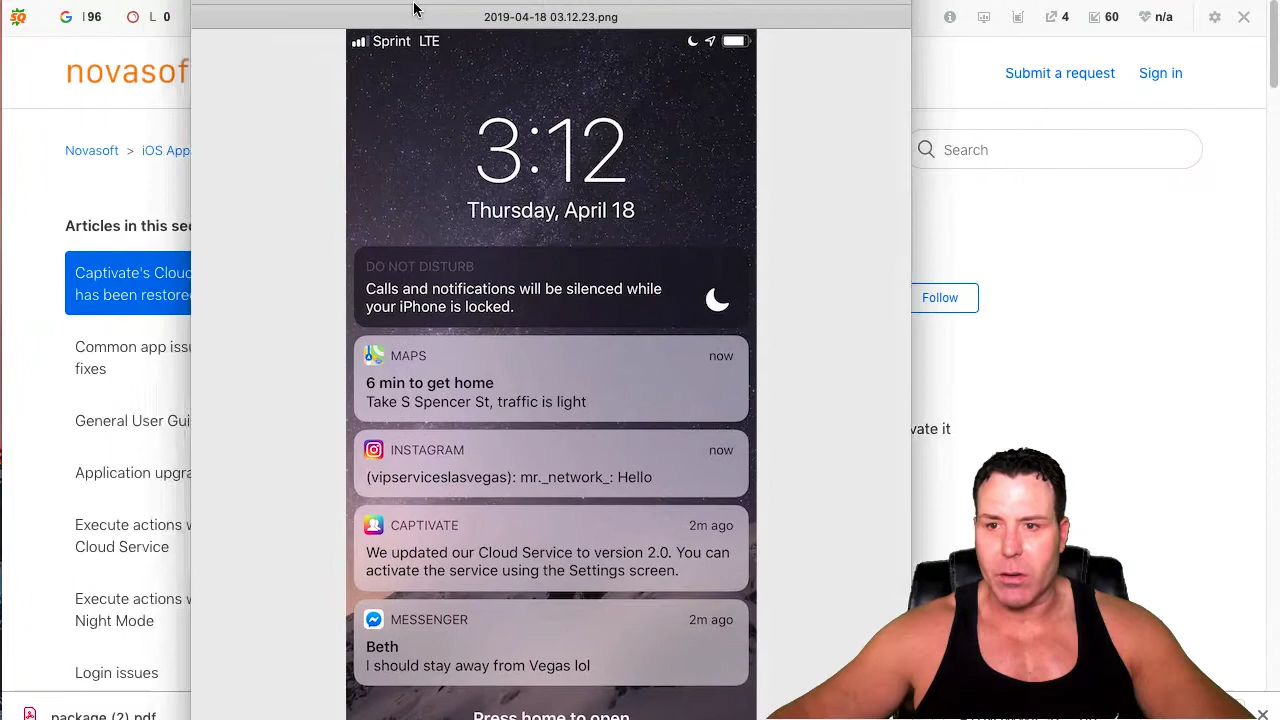 2019-04-18 03.12.23.png
SQ
G I 96
L 0
4
60
n/a
novasof
Submit a request
Sign in
Novasoft > iOS App
Search
Articles in this se
Captivate's Clou
has been restore
Follow
Common app issu
fixes
General User Gui
vate it
Application upgra
Execute actions
Cloud Service
Execute actions
Night Mode
Login issues
package (2).pdf
Sprint LTE
3:12
Thursday, April 18
DO NOT DISTURB
Calls and notifications will be silenced while
your iPhone is locked.
MAPS now
6 min to get home
Take S Spencer St, traffic is light
INSTAGRAM now
(vipserviceslasvegas): mr._network_: Hello
CAPTIVATE 2m ago
We updated our Cloud Service to version 2.0. You can
activate the service using the Settings screen.
MESSENGER 2m ago
Beth
I should stay away from Vegas lol
Press home to open